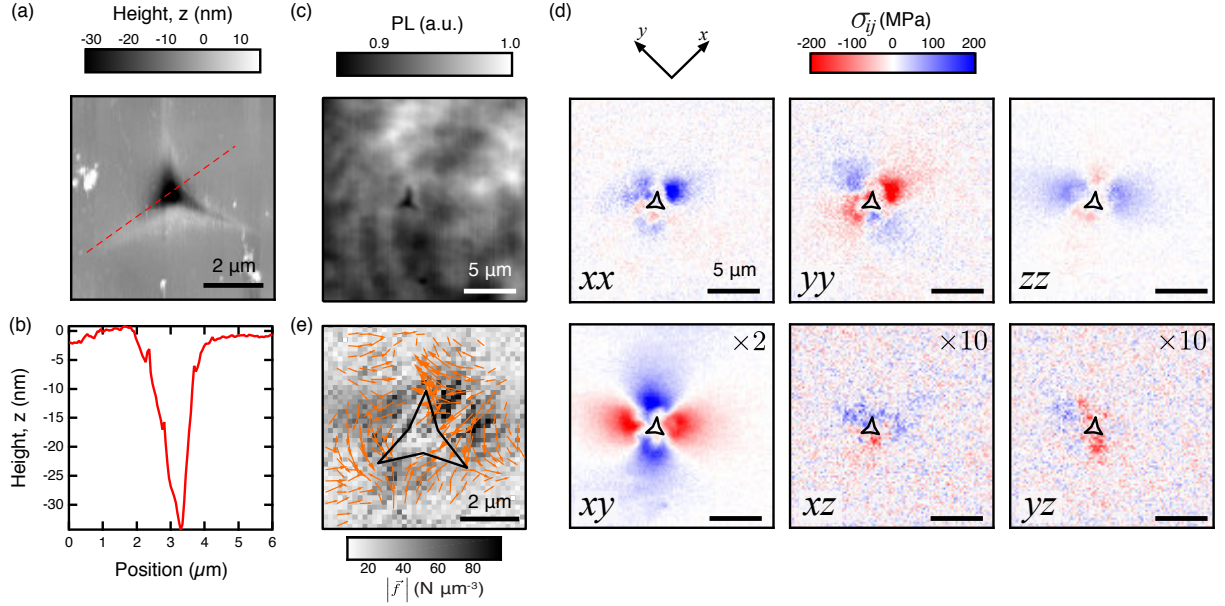 (a)
Height, z (nm)
-30 -20 -10 0 10
2 µm
(b)
Height, z (nm)
0
-5
-10
-15
-20
-25
-30
0 1 2 3 4 5 6
Position (µm)
(c)
PL (a.u.)
0.9 1.0
5 µm
(e)
2 µm
20 40 60 80
|f⃗| (N µm⁻³)
(d)
y x
σij (MPa)
-200 -100 0 100 200
xx
5 µm
yy
zz
×2
xy
×10
xz
×10
yz